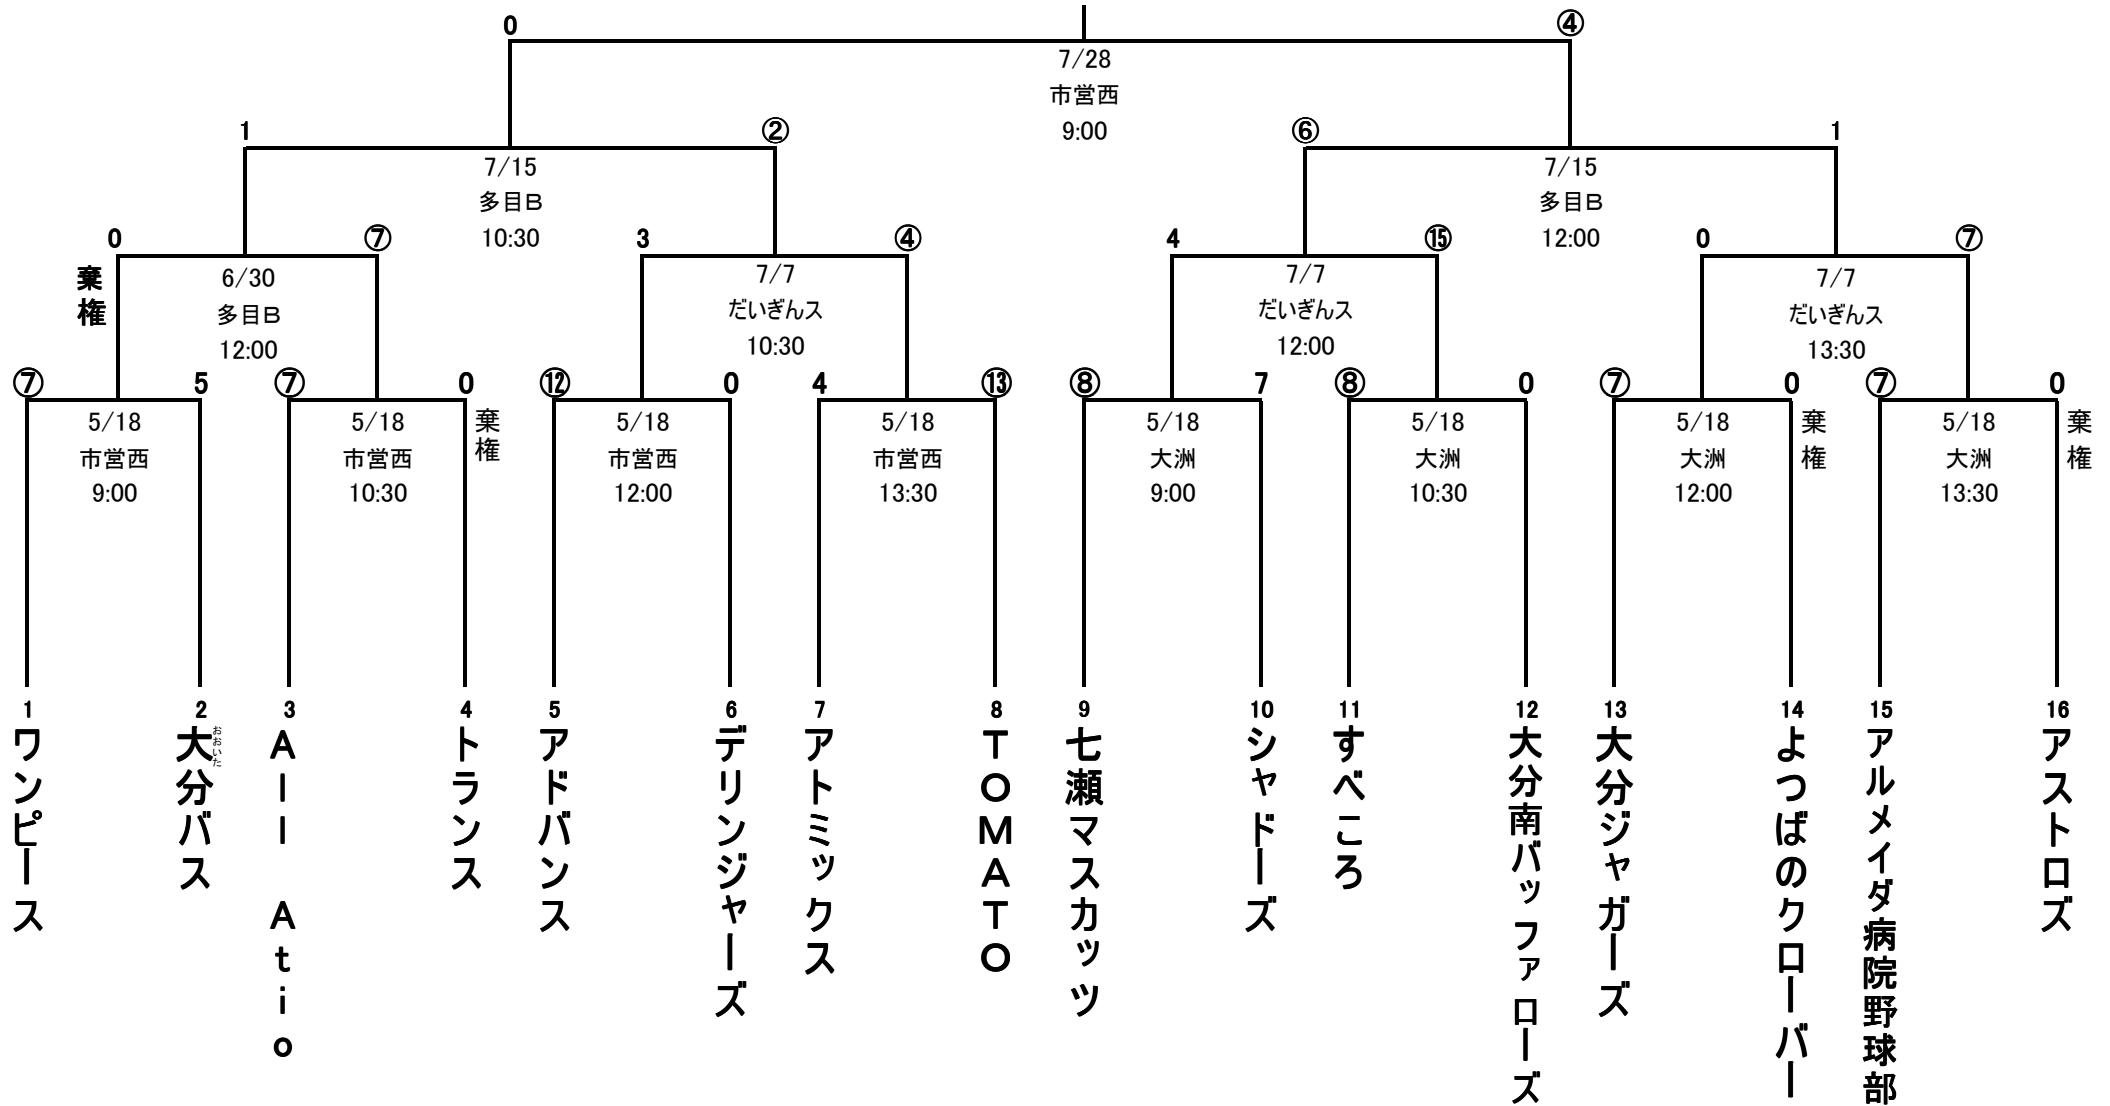 0 ④
7/28
市営西
9:00
1 ② ⑥ 1
7/15 7/15
多目B 多目B
10:30 12:00
0 ⑦ 3 ④ 4 ⑮ 0 ⑦
棄権
6/30 7/7 7/7 7/7
多目B だいぎんス だいぎんス だいぎんス
12:00 10:30 12:00 13:30
⑦ 5 ⑦ 0 ⑫ 0 4 ⑬ ⑧ 7 ⑧ 0 ⑦ 0 ⑦ 0
5/18 5/18 棄権 5/18 5/18 5/18 5/18 5/18 棄権 5/18 棄権
市営西 市営西 市営西 市営西 大洲 大洲 大洲 大洲
9:00 10:30 12:00 13:30 9:00 10:30 12:00 13:30
1 2 3 4 5 6 7 8 9 10 11 12 13 14 15 16
ワンピース
大分バス
おおいた
All Atio
トランス
アドバンス
デリンジャーズ
アトミックス
TOMATO
七瀬マスカッツ
シャドーズ
すべころ
大分南バッファローズ
大分ジャガーズ
よつばのクローバー
アルメイダ病院野球部
アストロズ